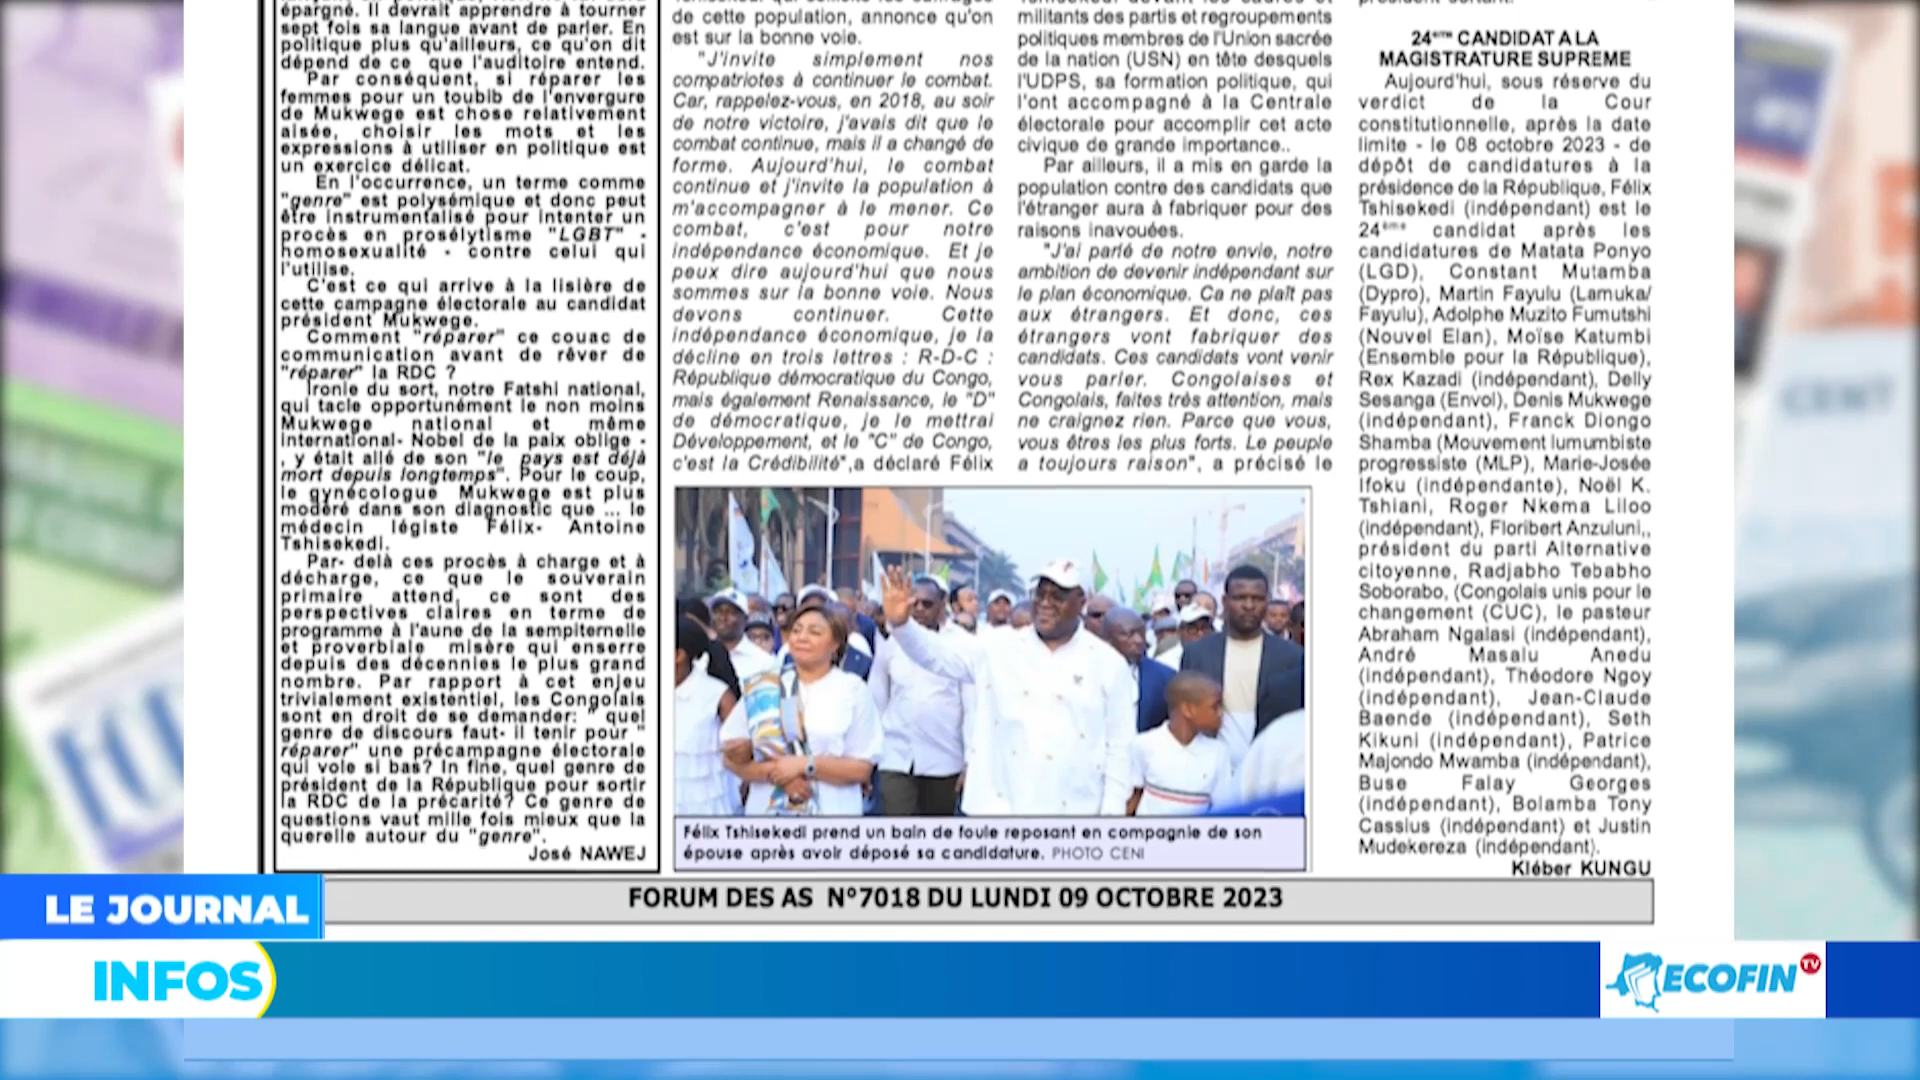 épargné. Il devrait apprendre à tourner
sept fois sa langue avant de parler. En
politique plus qu'ailleurs, ce qu'on dit
dépend de ce que l'auditoire entend.
Par conséquent, si réparer les
femmes pour un toubib de l'envergure
de Mukwege est chose relativement
aisée, choisir les mots et les
expressions à utiliser en politique est
un exercice délicat.
En l'occurrence, un terme comme
"genre" est polysémique et donc peut
être instrumentalisé pour intenter un
procès en prosélytisme "LGBT" -
homosexualité - contre celui qui
l'utilise.
C'est ce qui arrive à la lisière de
cette campagne électorale au candidat
président Mukwege.
Comment "réparer" ce couac de
communication avant de rêver de
"réparer" la RDC ?
Ironie du sort, notre Fatshi national,
qui tacle opportunément le non moins
Mukwege national et même
international- Nobel de la paix oblige -
, y était allé de son "le pays est déjà
mort depuis longtemps". Pour le coup,
le gynécologue Mukwege est plus
modéré dans son diagnostic que ... le
médecin légiste Félix- Antoine
Tshisekedi.
Par- delà ces procès à charge et à
décharge, ce que le souverain
primaire attend, ce sont des
perspectives claires en terme de
programme à l'aune de la sempiternelle
et proverbiale misère qui enserre
depuis des décennies le plus grand
nombre. Par rapport à cet enjeu
trivialement existentiel, les Congolais
sont en droit de se demander: " quel
genre de discours faut- il tenir pour "
réparer" une précampagne électorale
qui vole si bas? In fine, quel genre de
président de la République pour sortir
la RDC de la précarité? Ce genre de
questions vaut mille fois mieux que la
querelle autour du "genre".
José NAWEJ
de cette population, annonce qu'on
est sur la bonne voie.
"J'invite simplement nos
compatriotes à continuer le combat.
Car, rappelez-vous, en 2018, au soir
de notre victoire, j'avais dit que le
combat continue, mais il a changé de
forme. Aujourd'hui, le combat
continue et j'invite la population à
m'accompagner à le mener. Ce
combat, c'est pour notre
indépendance économique. Et je
peux dire aujourd'hui que nous
sommes sur la bonne voie. Nous
devons continuer. Cette
indépendance économique, je la
décline en trois lettres : R-D-C :
République démocratique du Congo,
mais également Renaissance, le "D"
de démocratique, je le mettrai
Développement, et le "C" de Congo,
c'est la Crédibilité",a déclaré Félix
militants des partis et regroupements
politiques membres de l'Union sacrée
de la nation (USN) en tête desquels
l'UDPS, sa formation politique, qui
l'ont accompagné à la Centrale
électorale pour accomplir cet acte
civique de grande importance..
Par ailleurs, il a mis en garde la
population contre des candidats que
l'étranger aura à fabriquer pour des
raisons inavouées.
"J'ai parlé de notre envie, notre
ambition de devenir indépendant sur
le plan économique. Ca ne plaît pas
aux étrangers. Et donc, ces
étrangers vont fabriquer des
candidats. Ces candidats vont venir
vous parler. Congolaises et
Congolais, faites très attention, mais
ne craignez rien. Parce que vous,
vous êtres les plus forts. Le peuple
a toujours raison", a précisé le
Félix Tshisekedi prend un bain de foule reposant en compagnie de son
épouse après avoir déposé sa candidature. PHOTO CENI
24ème CANDIDAT A LA
MAGISTRATURE SUPREME
Aujourd'hui, sous réserve du
verdict de la Cour
constitutionnelle, après la date
limite - le 08 octobre 2023 - de
dépôt de candidatures à la
présidence de la République, Félix
Tshisekedi (indépendant) est le
24ème candidat après les
candidatures de Matata Ponyo
(LGD), Constant Mutamba
(Dypro), Martin Fayulu (Lamuka/
Fayulu), Adolphe Muzito Fumutshi
(Nouvel Elan), Moïse Katumbi
(Ensemble pour la République),
Rex Kazadi (indépendant), Delly
Sesanga (Envol), Denis Mukwege
(indépendant), Franck Diongo
Shamba (Mouvement lumumbiste
progressiste (MLP), Marie-Josée
Ifoku (indépendante), Noël K.
Tshiani, Roger Nkema Liloo
(indépendant), Floribert Anzuluni,,
président du parti Alternative
citoyenne, Radjabho Tebabho
Soborabo, (Congolais unis pour le
changement (CUC), le pasteur
Abraham Ngalasi (indépendant),
André Masalu Anedu
(indépendant), Théodore Ngoy
(indépendant), Jean-Claude
Baende (indépendant), Seth
Kikuni (indépendant), Patrice
Majondo Mwamba (indépendant),
Buse Falay Georges
(indépendant), Bolamba Tony
Cassius (indépendant) et Justin
Mudekereza (indépendant).
Kléber KUNGU
FORUM DES AS N°7018 DU LUNDI 09 OCTOBRE 2023
LE JOURNAL
INFOS
ECOFIN TV
CENT